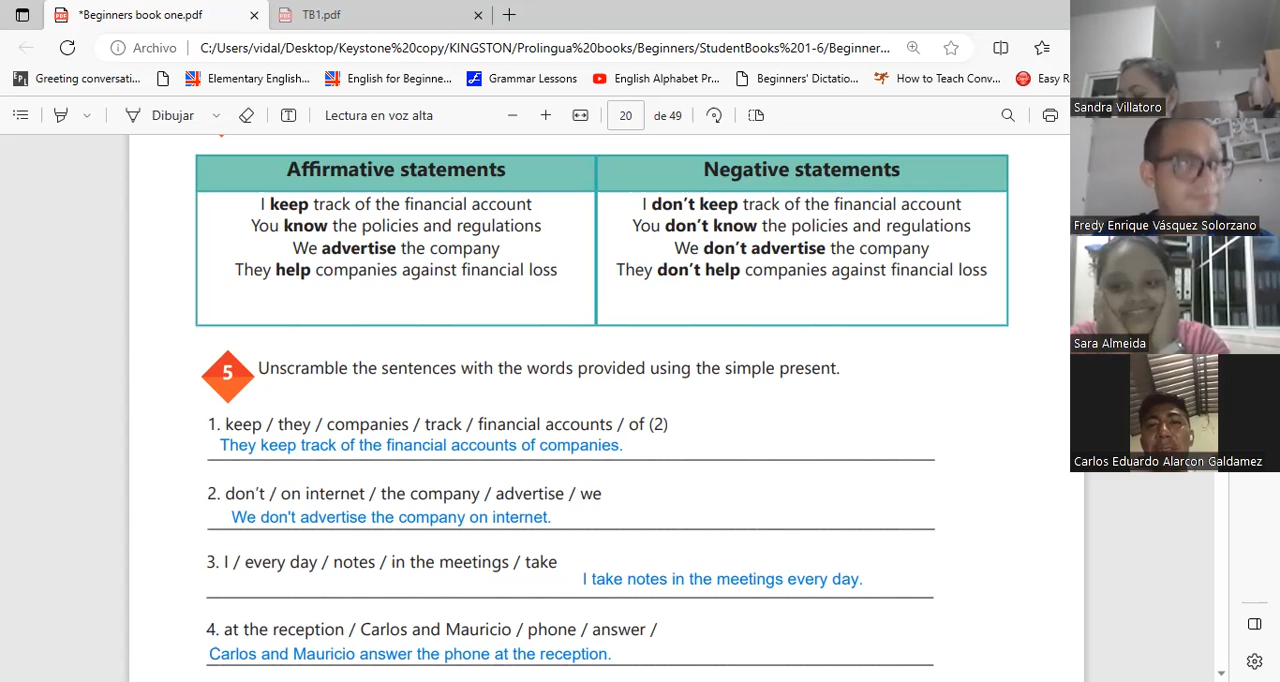 *Beginners book one.pdf
TB1.pdf
Archivo
C:/Users/vidal/Desktop/Keystone%20copy/KINGSTON/Prolingua%20books/Beginners/StudentBooks%201-6/Beginner...
Greeting conversati...
Elementary English...
English for Beginne...
Grammar Lessons
English Alphabet Pr...
Beginners' Dictatio...
How to Teach Conv...
Easy R
Dibujar
Lectura en voz alta
20
de 49
Affirmative statements
I keep track of the financial account
You know the policies and regulations
We advertise the company
They help companies against financial loss
Negative statements
I don't keep track of the financial account
You don't know the policies and regulations
We don't advertise the company
They don't help companies against financial loss
5 Unscramble the sentences with the words provided using the simple present.
1. keep / they / companies / track / financial accounts / of (2)
They keep track of the financial accounts of companies.
2. don't / on internet / the company / advertise / we
We don't advertise the company on internet.
3. I / every day / notes / in the meetings / take
I take notes in the meetings every day.
4. at the reception / Carlos and Mauricio / phone / answer /
Carlos and Mauricio answer the phone at the reception.
Sandra Villatoro
Fredy Enrique Vásquez Solorzano
Sara Almeida
Carlos Eduardo Alarcon Galdamez